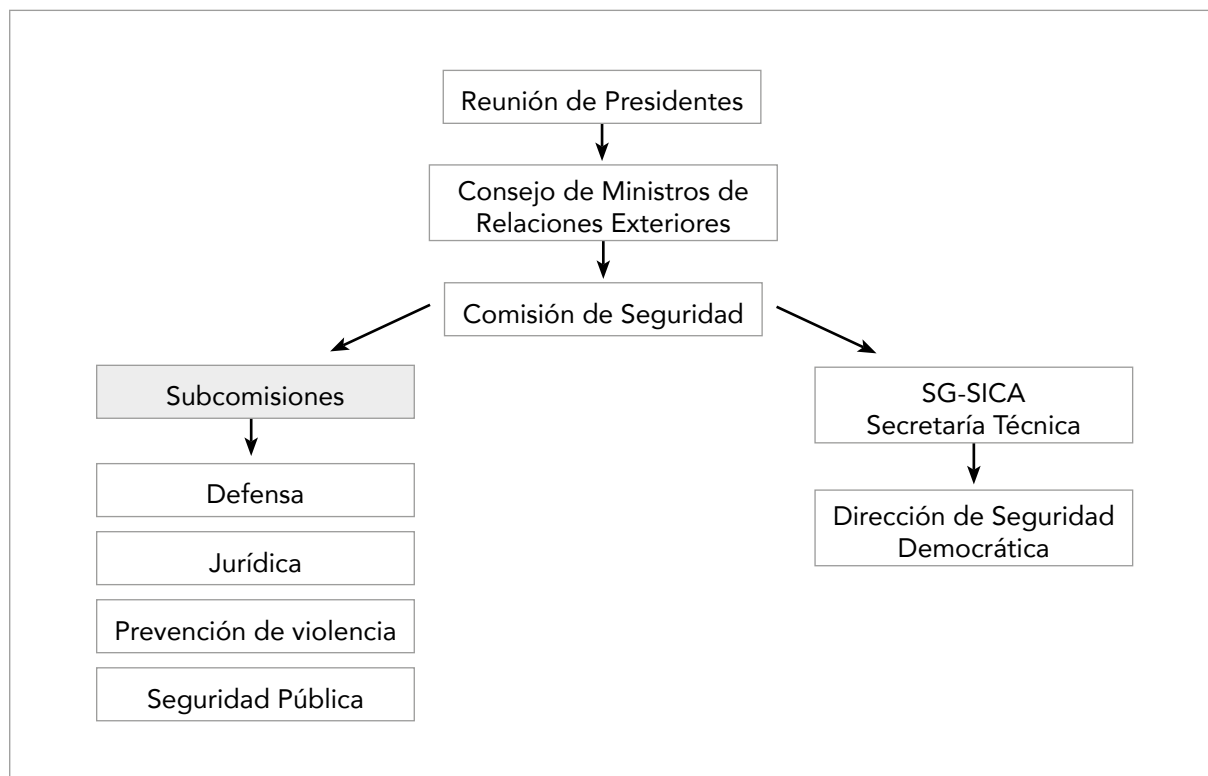 Reunión de Presidentes
Consejo de Ministros de
Relaciones Exteriores
Comisión de Seguridad
Subcomisiones
Defensa
Jurídica
Prevención de violencia
Seguridad Pública
SG-SICA
Secretaría Técnica
Dirección de Seguridad
Democrática